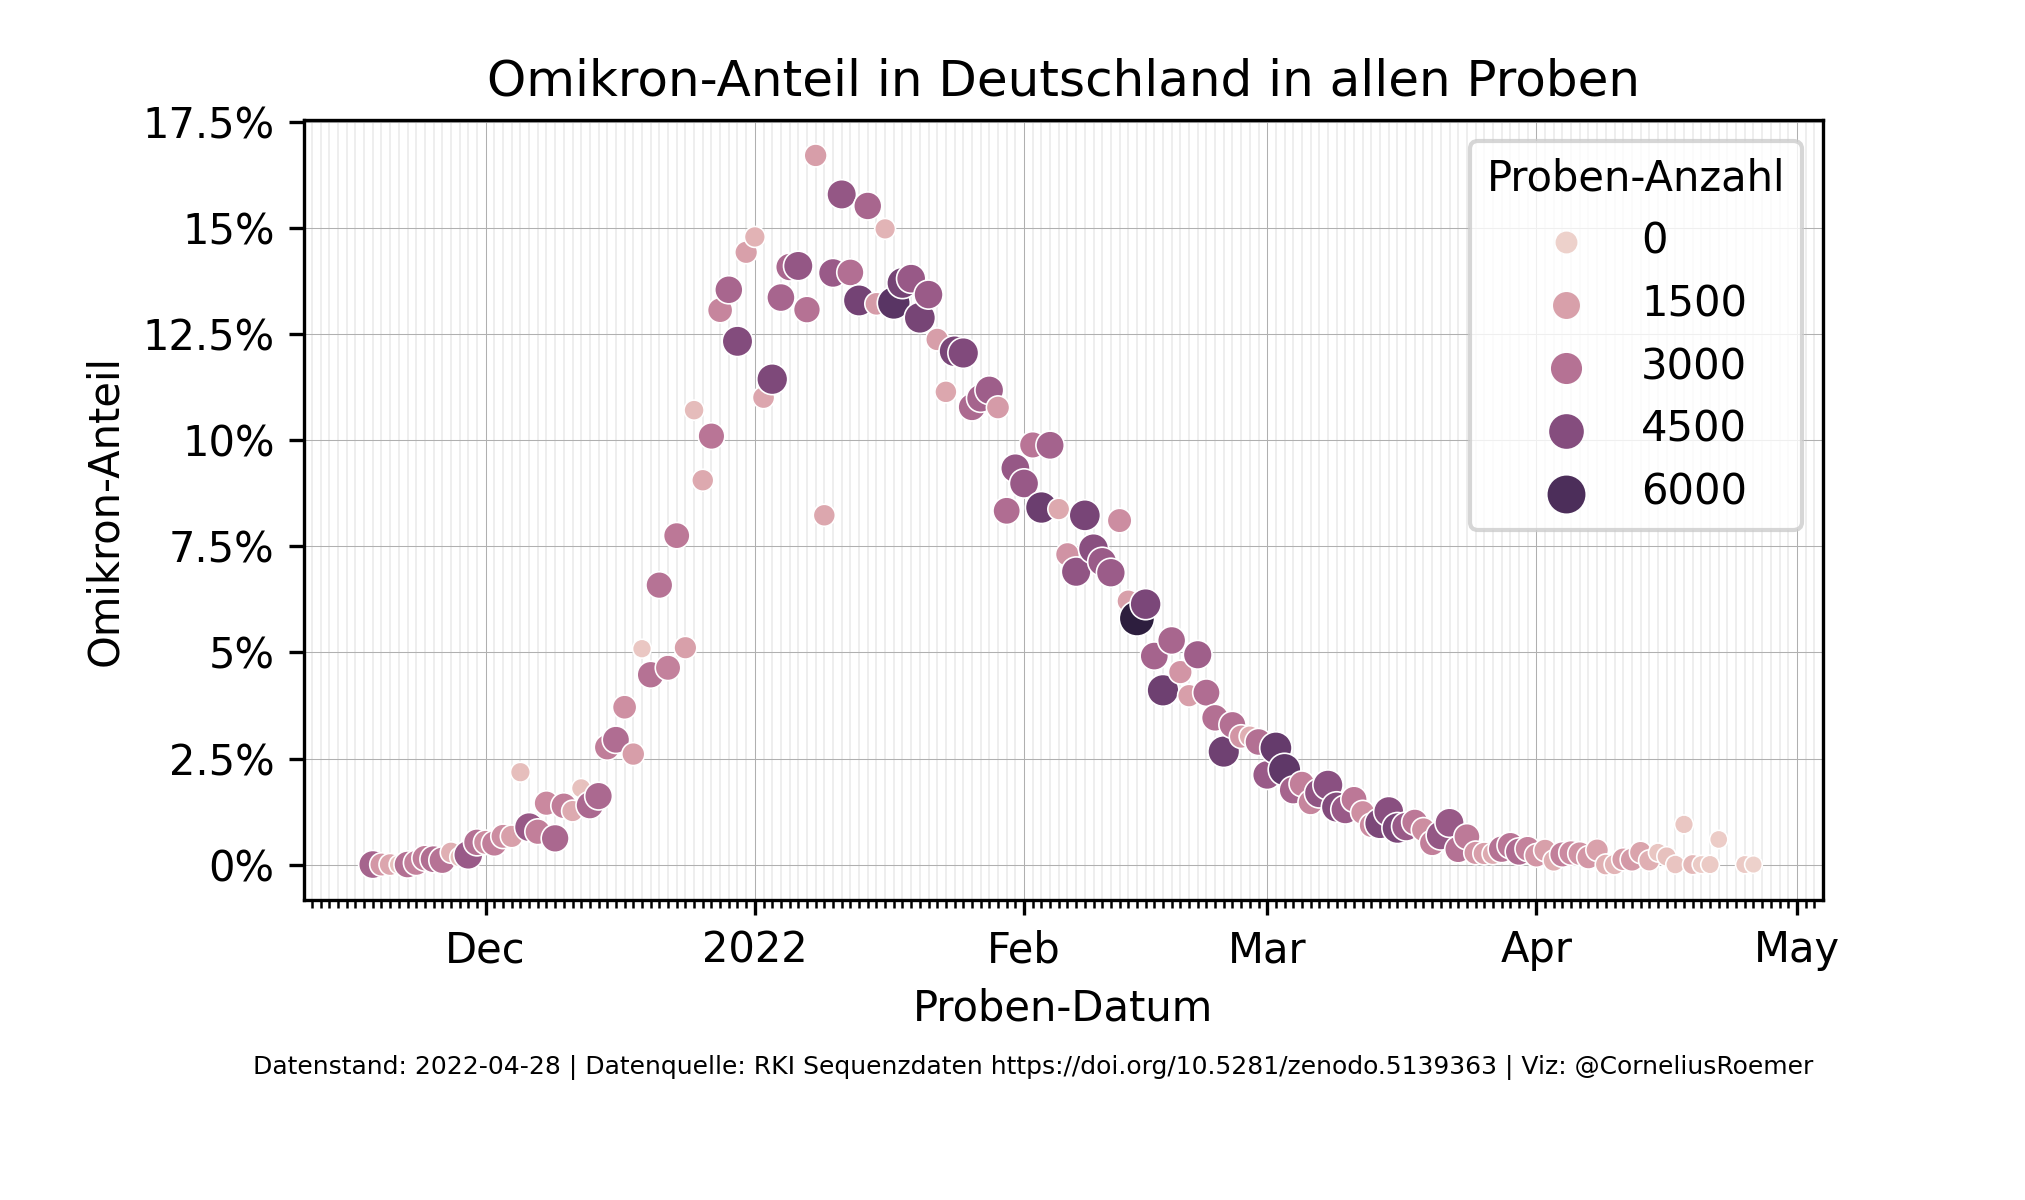 Omikron-Anteil in Deutschland in allen Proben
17.5%
15%
12.5%
10%
7.5%
5%
2.5%
0%
Omikron-Anteil
Proben-Anzahl
0
1500
3000
4500
6000
Dec
2022
Feb
Mar
Apr
May
Proben-Datum
Datenstand: 2022-04-28 | Datenquelle: RKI Sequenzdaten https://doi.org/10.5281/zenodo.5139363 | Viz: @CorneliusRoemer